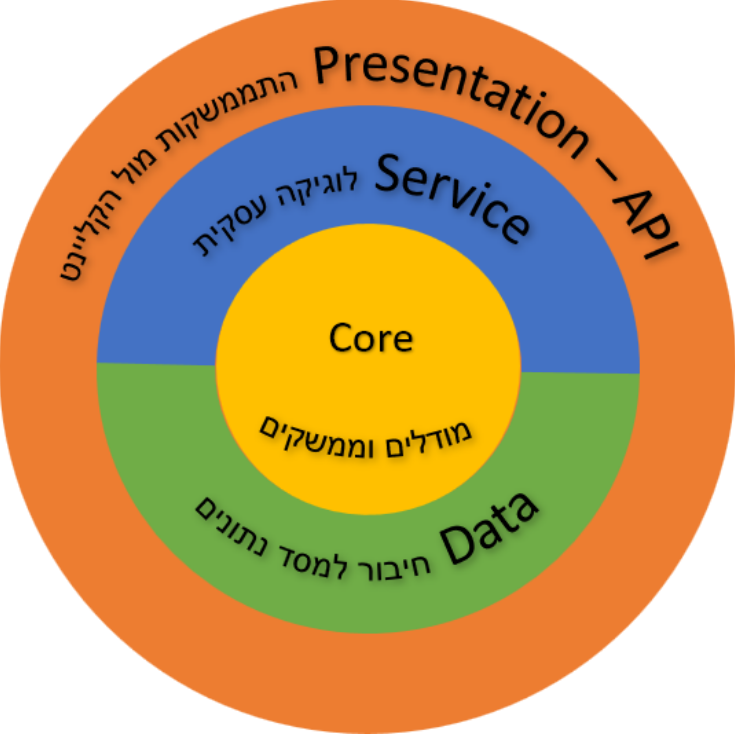 Presentation – API
התממשקות מול הקליינט
Service
לוגיקה עסקית
Core
מודלים וממשקים
Data
חיבור למסד נתונים